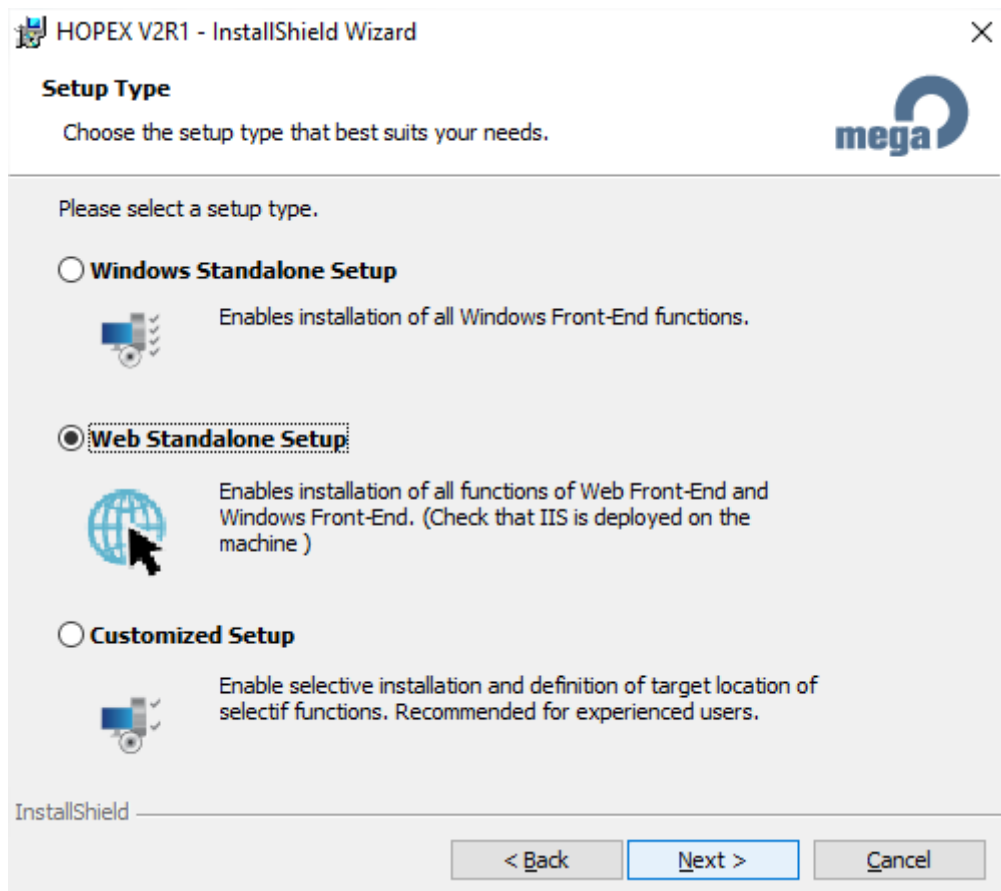 HOPEX V2R1 - InstallShield Wizard
Setup Type
Choose the setup type that best suits your needs.
mega
Please select a setup type.
Windows Standalone Setup
Enables installation of all Windows Front-End functions.
Web Standalone Setup
Enables installation of all functions of Web Front-End and
Windows Front-End. (Check that IIS is deployed on the
machine )
Customized Setup
Enable selective installation and definition of target location of
selectif functions. Recommended for experienced users.
InstallShield
< Back
Next >
Cancel